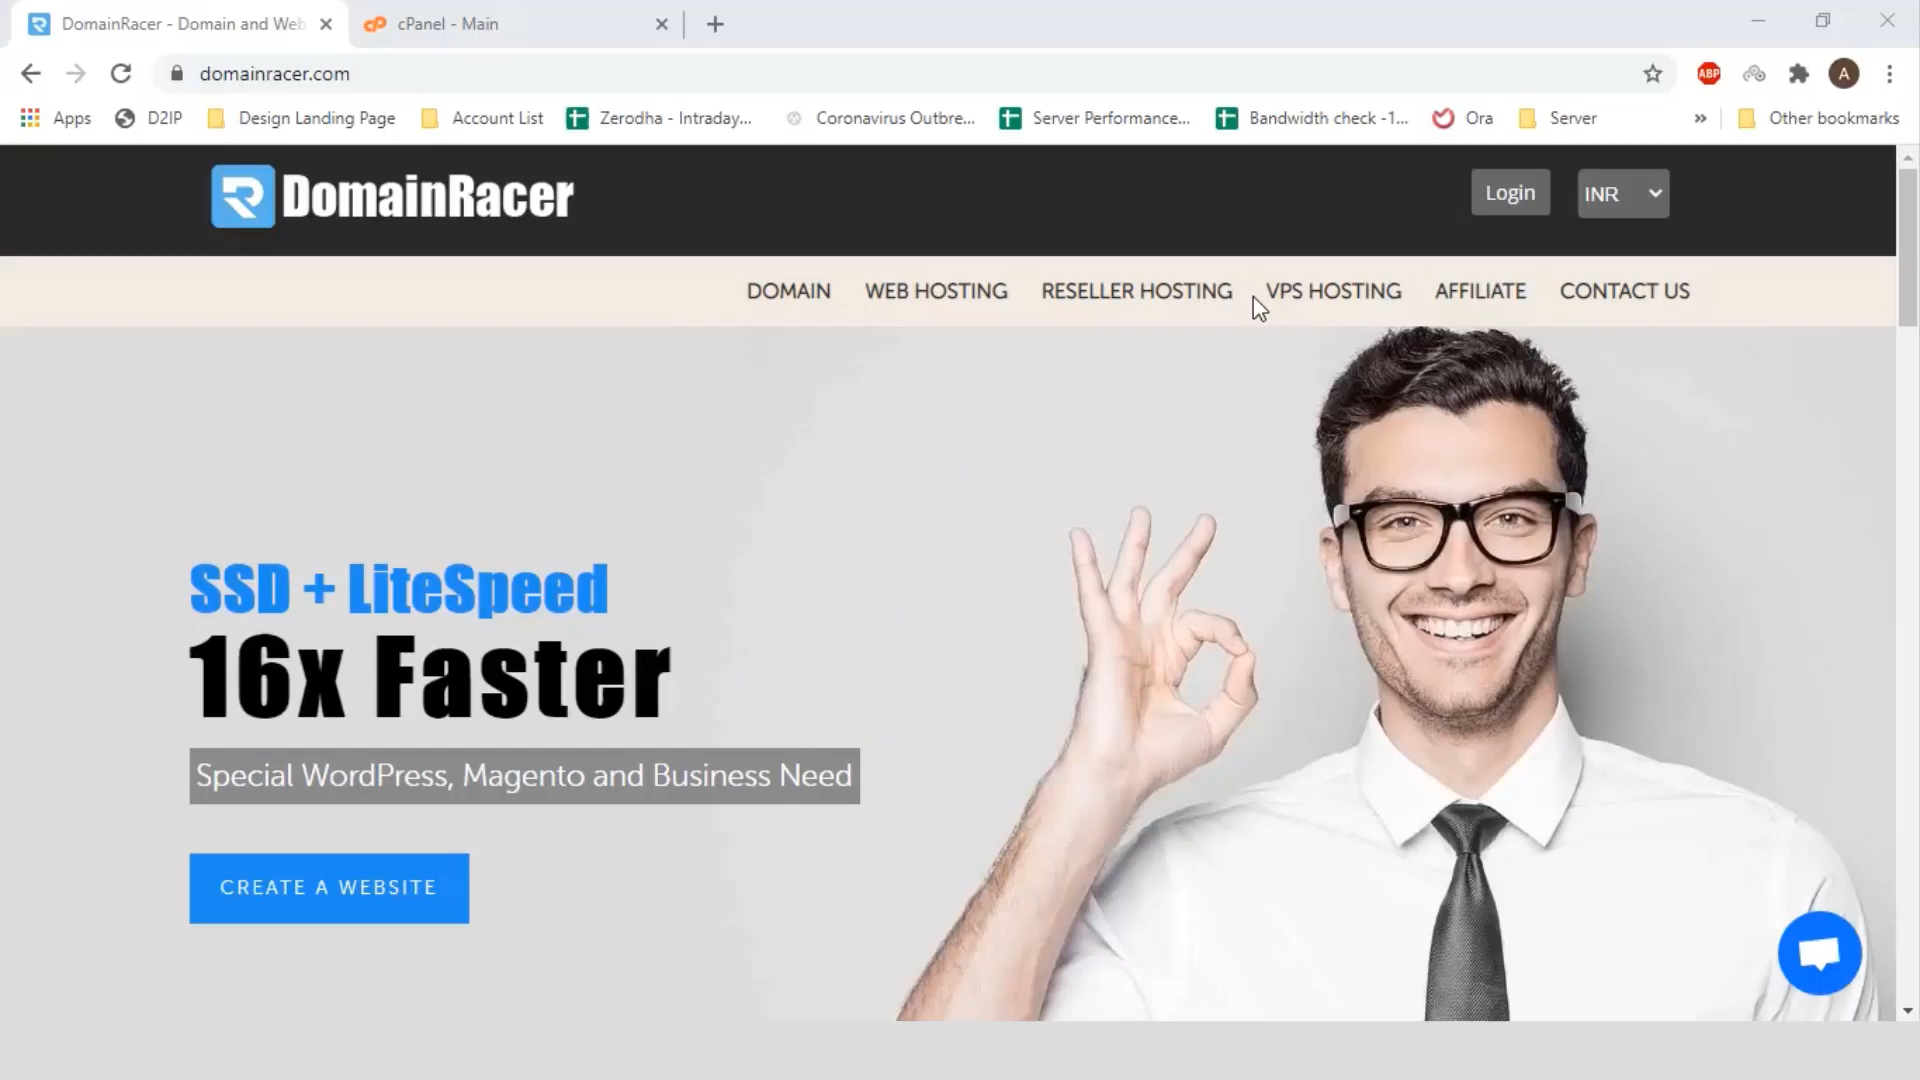 DomainRacer - Domain and Web
cPanel - Main
domainracer.com
ABP
A
Apps
D2IP
Design Landing Page
Account List
Zerodha - Intraday...
Coronavirus Outbre...
Server Performance...
Bandwidth check -1...
Ora
Server
Other bookmarks
DomainRacer
Login
INR
DOMAIN
WEB HOSTING
RESELLER HOSTING
VPS HOSTING
AFFILIATE
CONTACT US
SSD + LiteSpeed
16x Faster
Special WordPress, Magento and Business Need
CREATE A WEBSITE